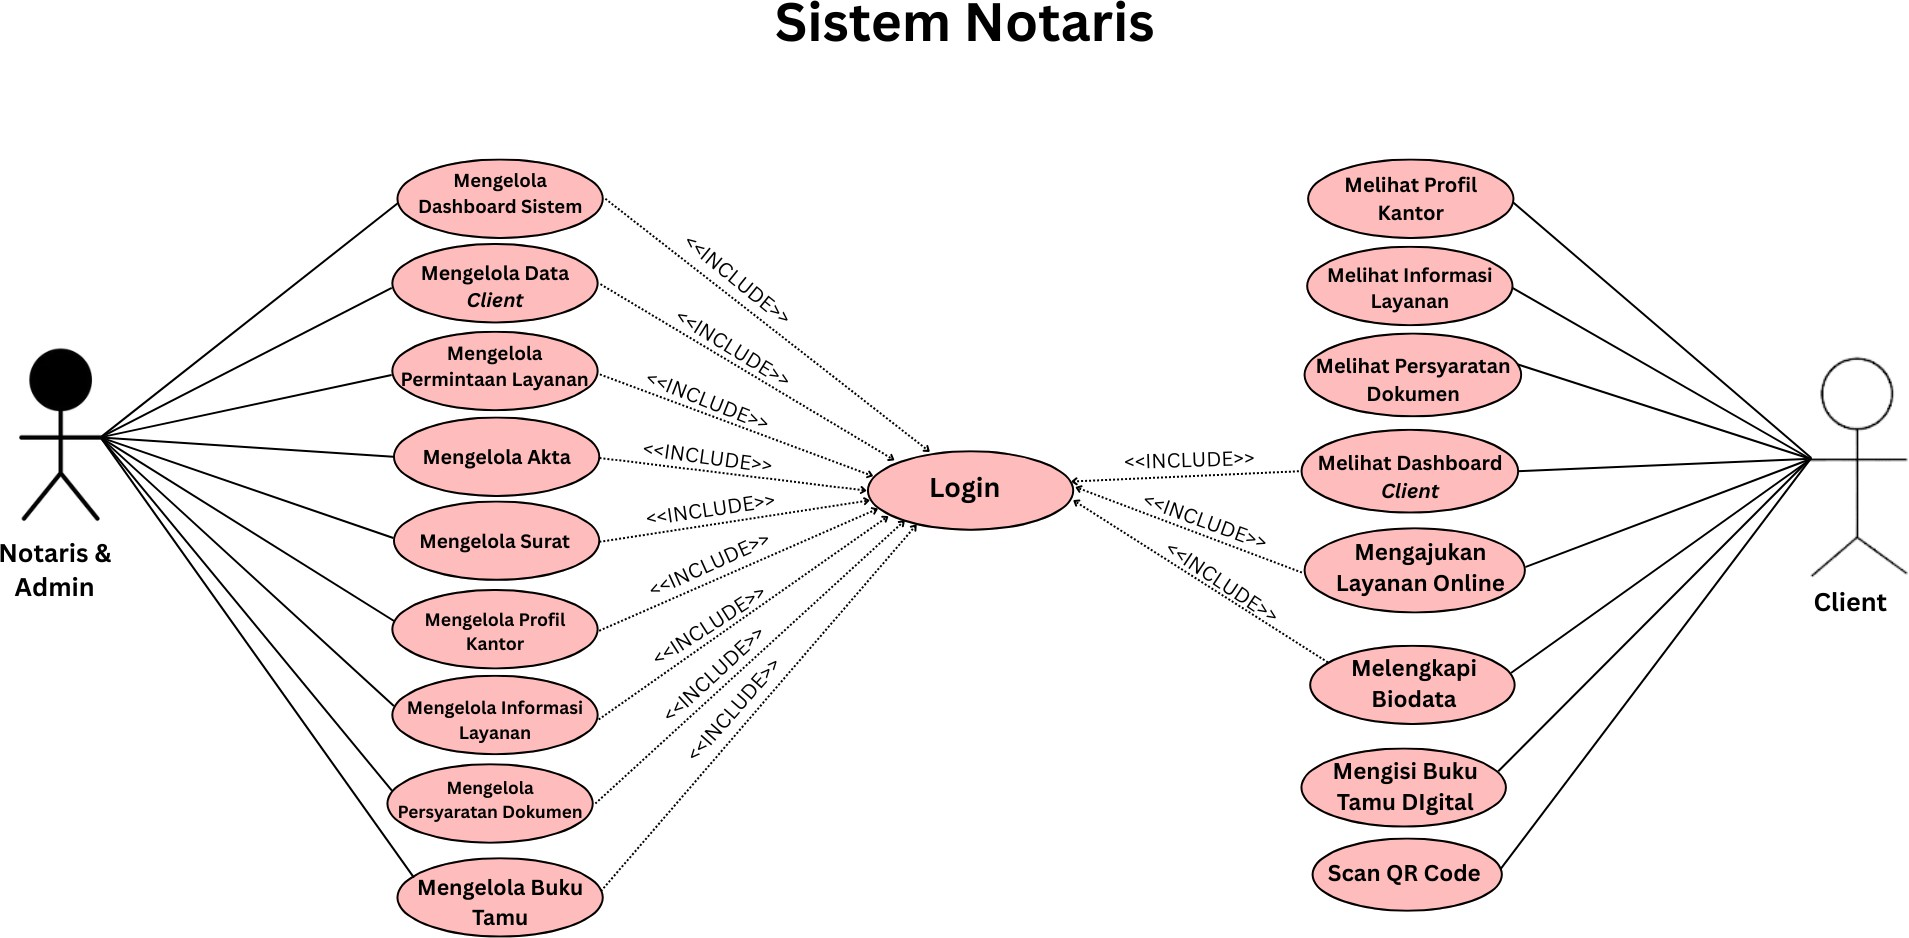 Sistem Notaris
Mengelola
Dashboard Sistem
Mengelola Data
Client
Mengelola
Permintaan Layanan
Mengelola Akta
Mengelola Surat
Mengelola Profil
Kantor
Mengelola Informasi
Layanan
Mengelola
Persyaratan Dokumen
Mengelola Buku
Tamu
Notaris &
Admin
<<INCLUDE>>
<<INCLUDE>>
<<INCLUDE>>
<<INCLUDE>>
<<INCLUDE>>
<<INCLUDE>>
<<INCLUDE>>
<<INCLUDE>>
<<INCLUDE>>
Login
<<INCLUDE>>
<<INCLUDE>>
<<INCLUDE>>
Melihat Profil
Kantor
Melihat Informasi
Layanan
Melihat Persyaratan
Dokumen
Melihat Dashboard
Client
Mengajukan
Layanan Online
Melengkapi
Biodata
Mengisi Buku
Tamu DIgital
Scan QR Code
Client